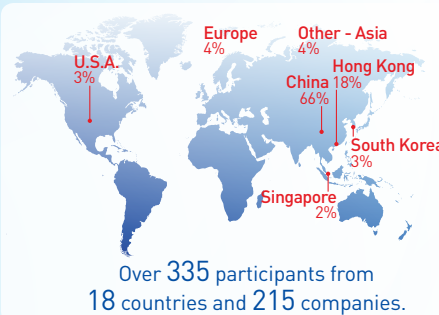 Europe
4%
Other - Asia
4%
U.S.A.
3%
Hong Kong
18%
China
66%
South Korea
3%
Singapore
2%
Over 335 participants from
18 countries and 215 companies.